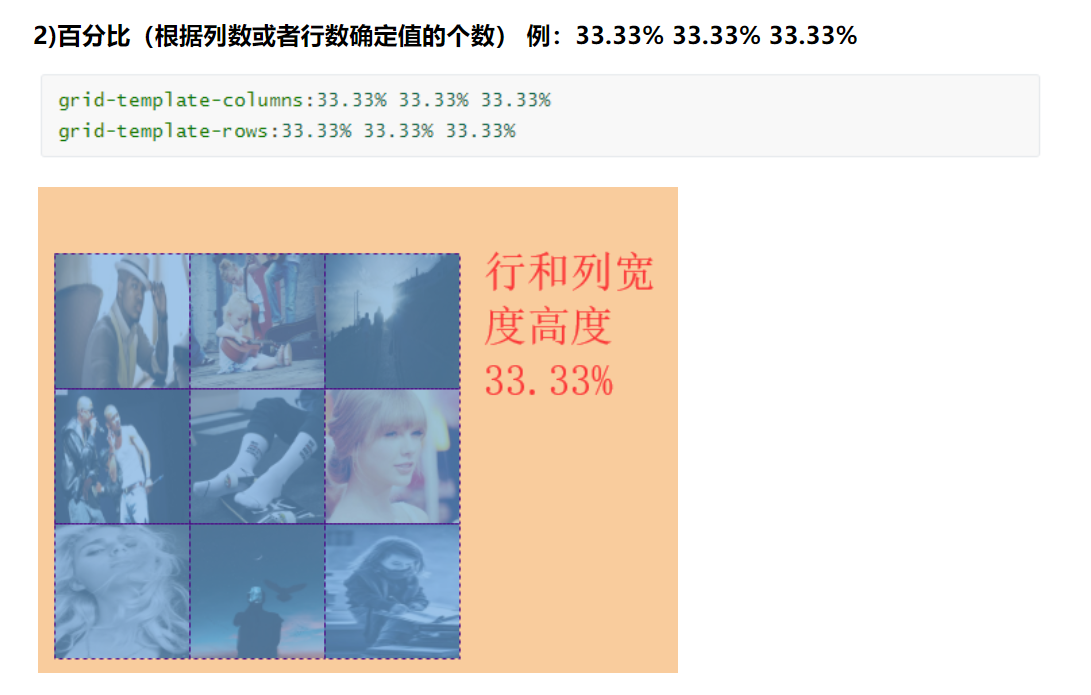 2)百分比（根据列数或者行数确定值的个数） 例：33.33% 33.33% 33.33%
grid-template-columns:33.33% 33.33% 33.33%
grid-template-rows:33.33% 33.33% 33.33%
行和列宽
度高度
33.33%